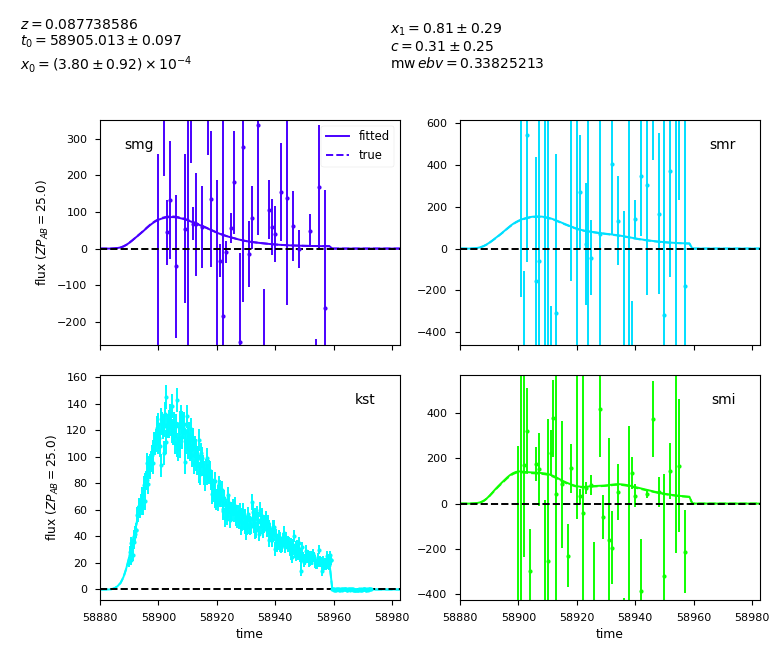 z = 0.087738586
t₀ = 58905.013 ± 0.097
x₀ = (3.80 ± 0.92) × 10⁻⁴
x₁ = 0.81 ± 0.29
c = 0.31 ± 0.25
mw ebv = 0.33825213
smg
fitted
true
300
200
100
0
−100
−200
flux (ZP_AB = 25.0)
smr
600
400
200
0
−200
−400
kst
160
140
120
100
80
60
40
20
0
flux (ZP_AB = 25.0)
58880 58900 58920 58940 58960 58980
time
smi
400
200
0
−200
−400
58880 58900 58920 58940 58960 58980
time